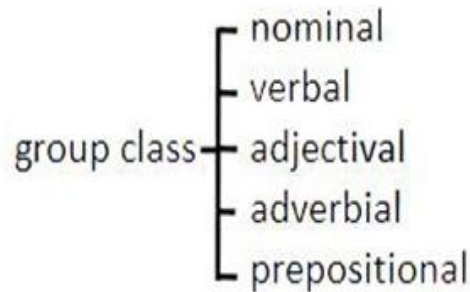 nominal
verbal
group class
adjectival
adverbial
prepositional